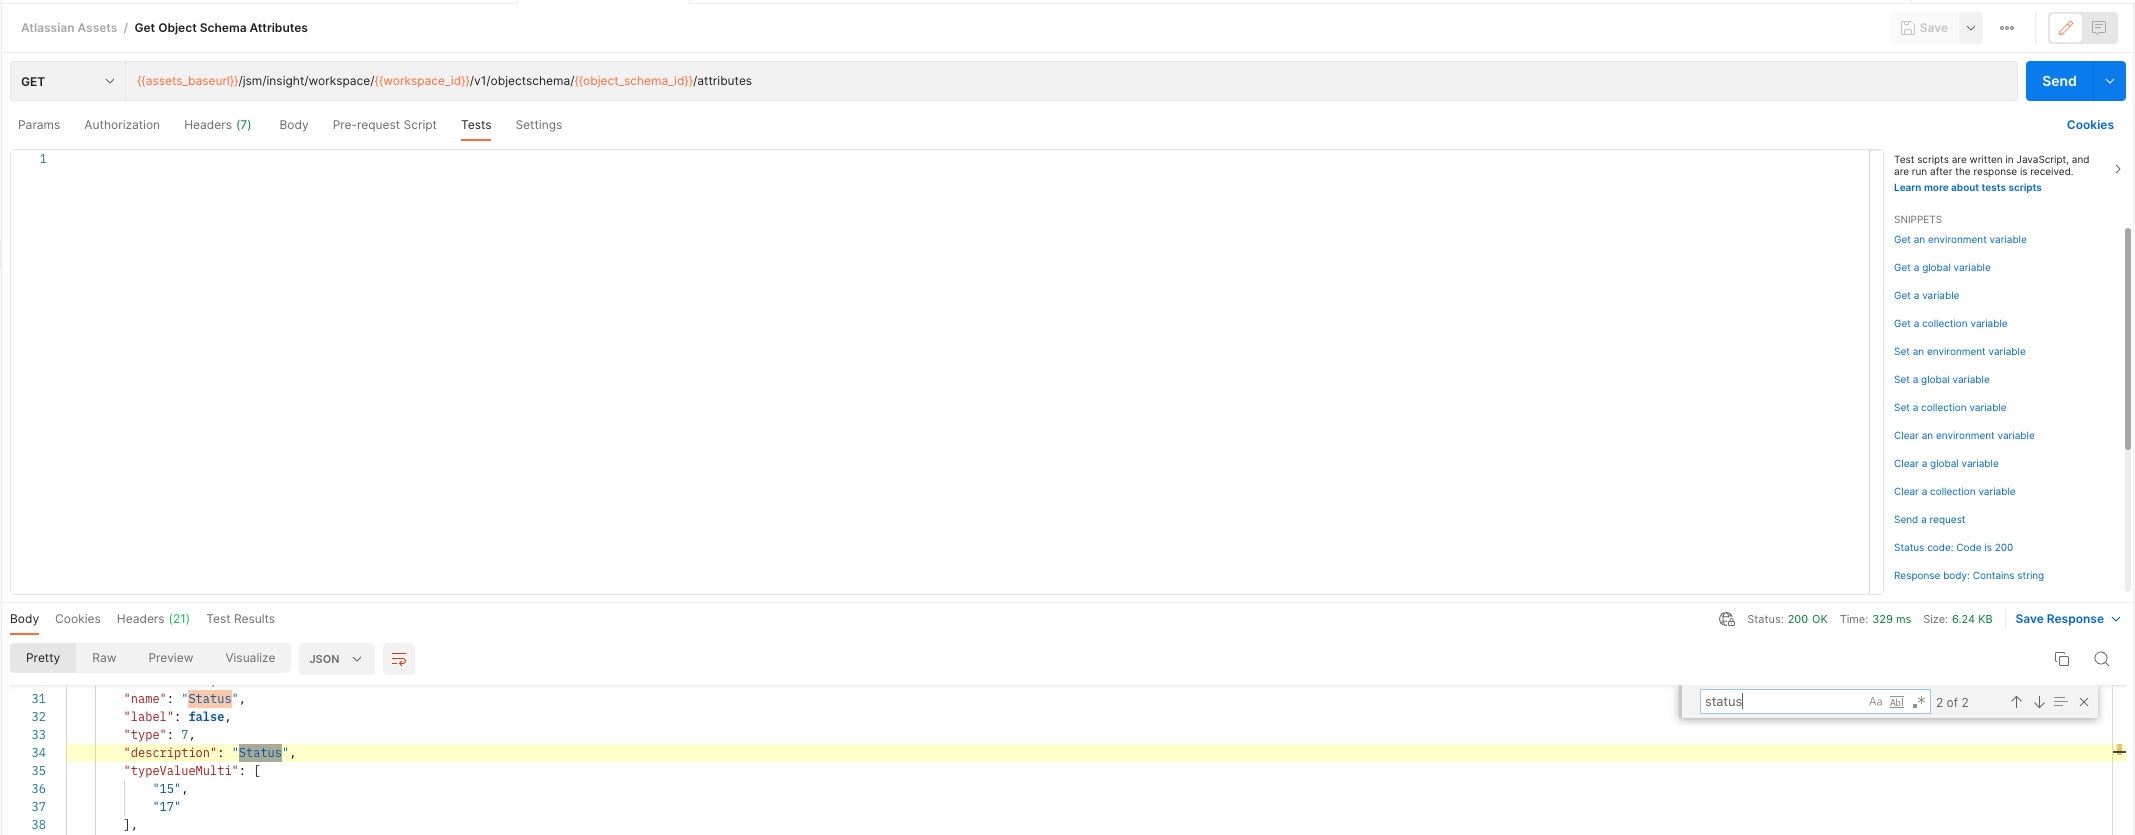 Atlassian Assets / Get Object Schema Attributes
Save
GET
{{assets_baseurl}}/jsm/insight/workspace/{{workspace_id}}/v1/objectschema/{{object_schema_id}}/attributes
Send
Params Authorization Headers (7) Body Pre-request Script Tests Settings
Cookies
1
Test scripts are written in JavaScript, and
are run after the response is received.
Learn more about tests scripts
SNIPPETS
Get an environment variable
Get a global variable
Get a variable
Get a collection variable
Set an environment variable
Set a global variable
Set a collection variable
Clear an environment variable
Clear a global variable
Clear a collection variable
Send a request
Status code: Code is 200
Response body: Contains string
Body Cookies Headers (21) Test Results
Status: 200 OK Time: 329 ms Size: 6.24 KB Save Response
Pretty Raw Preview Visualize JSON
status Aa Abl .* 2 of 2
31 "name": "Status",
32 "label": false,
33 "type": 7,
34 "description": "Status",
35 "typeValueMulti": [
36 "15",
37 "17"
38 ],